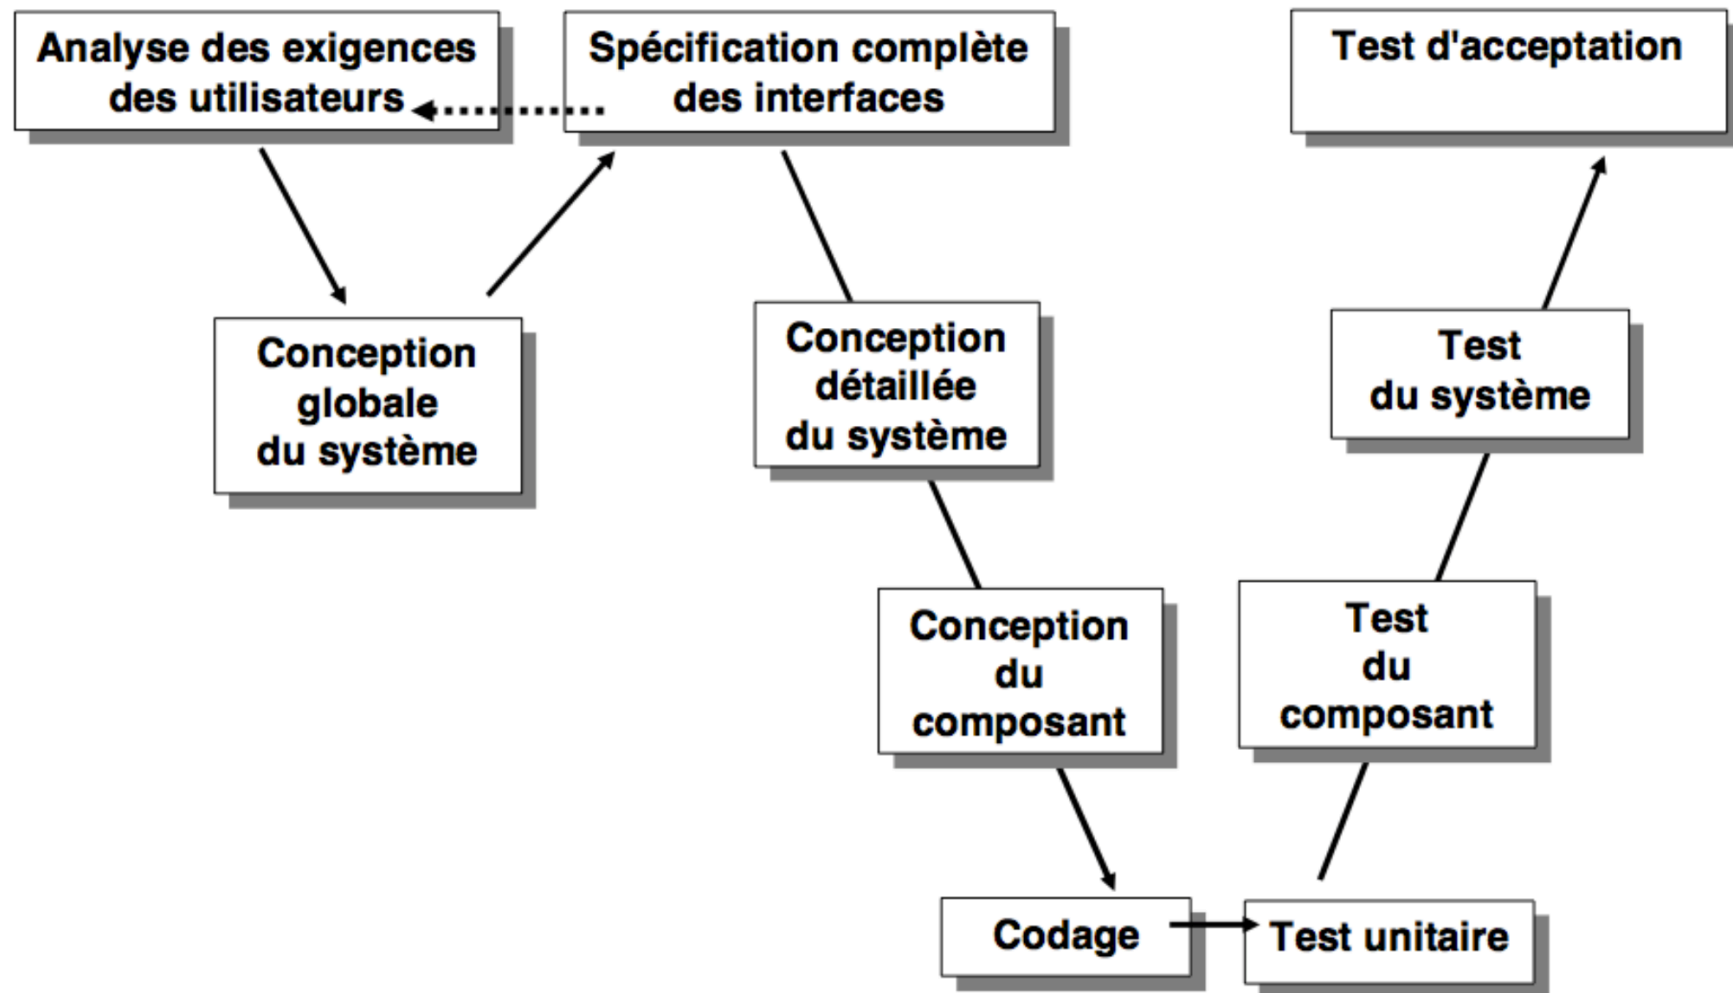 Analyse des exigences
des utilisateurs
Spécification complète
des interfaces
Test d'acceptation
Conception
globale
du système
Conception
détaillée
du système
Test
du système
Conception
du
composant
Test
du
composant
Codage
Test unitaire